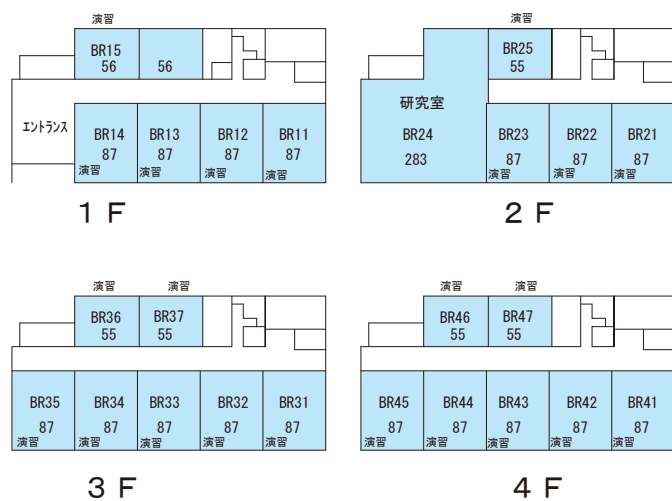 演習
BR15
56
56
エントランス
BR14
87
演習
BR13
87
演習
BR12
87
演習
BR11
87
演習
1 F
演習
BR25
55
研究室
BR24
283
BR23
87
演習
BR22
87
演習
BR21
87
演習
2 F
演習
演習
BR36
55
BR37
55
BR35
87
演習
BR34
87
演習
BR33
87
演習
BR32
87
演習
BR31
87
演習
3 F
演習
演習
BR46
55
BR47
55
BR45
87
演習
BR44
87
演習
BR43
87
演習
BR42
87
演習
BR41
87
演習
4 F